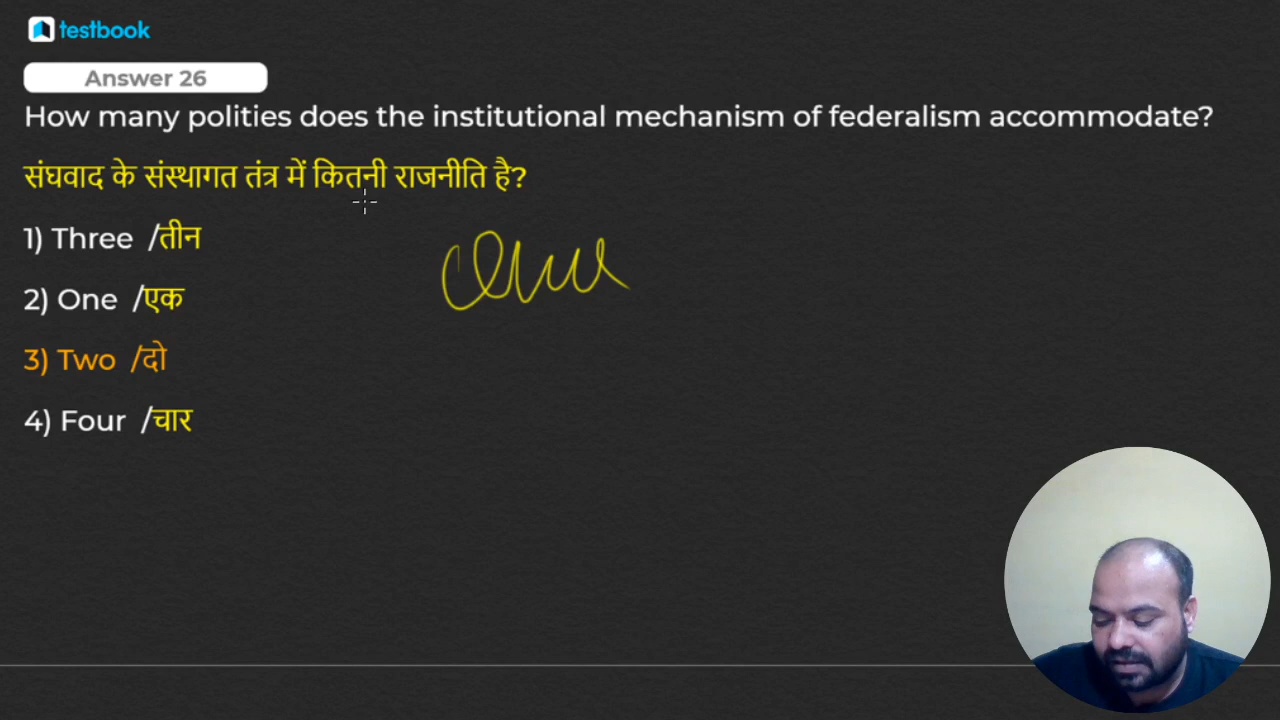 testbook
Answer 26
How many polities does the institutional mechanism of federalism accommodate?
संघवाद के संस्थागत तंत्र में कितनी राजनीति है?
1) Three /तीन
2) One /एक
3) Two /दो
4) Four /चार